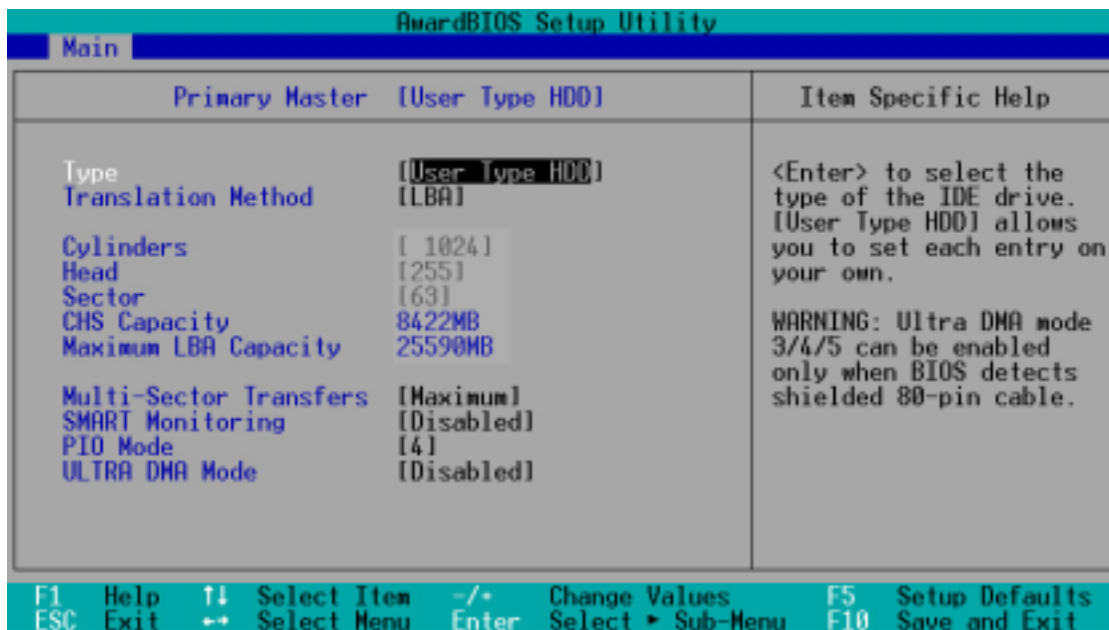 AwardBIOS Setup Utility
Main
Primary Master [User Type HDD]
Type [User Type HDD]
Translation Method [LBA]
Cylinders [ 1024]
Head [255]
Sector [63]
CHS Capacity 8422MB
Maximum LBA Capacity 25590MB
Multi-Sector Transfers [Maximum]
SMART Monitoring [Disabled]
PIO Mode [4]
ULTRA DMA Mode [Disabled]
Item Specific Help
<Enter> to select the
type of the IDE drive.
[User Type HDD] allows
you to set each entry on
your own.
WARNING: Ultra DMA mode
3/4/5 can be enabled
only when BIOS detects
shielded 80-pin cable.
F1 Help ↑↓ Select Item -/+ Change Values F5 Setup Defaults
ESC Exit ←→ Select Menu Enter Select ► Sub-Menu F10 Save and Exit